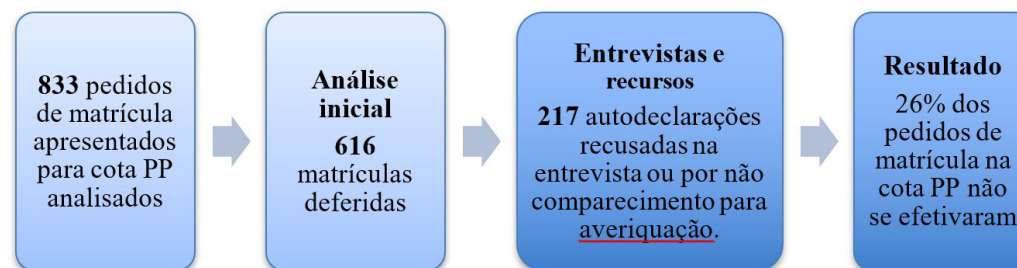 833 pedidos
de matrícula
apresentados
para cota PP
analisados
Análise
inicial
616
matrículas
deferidas
Entrevistas e
recursos
217 autodeclarações
recusadas na
entrevista ou por não
comparecimento para
averiquação.
Resultado
26% dos
pedidos de
matrícula na
cota PP não
se efetivaram